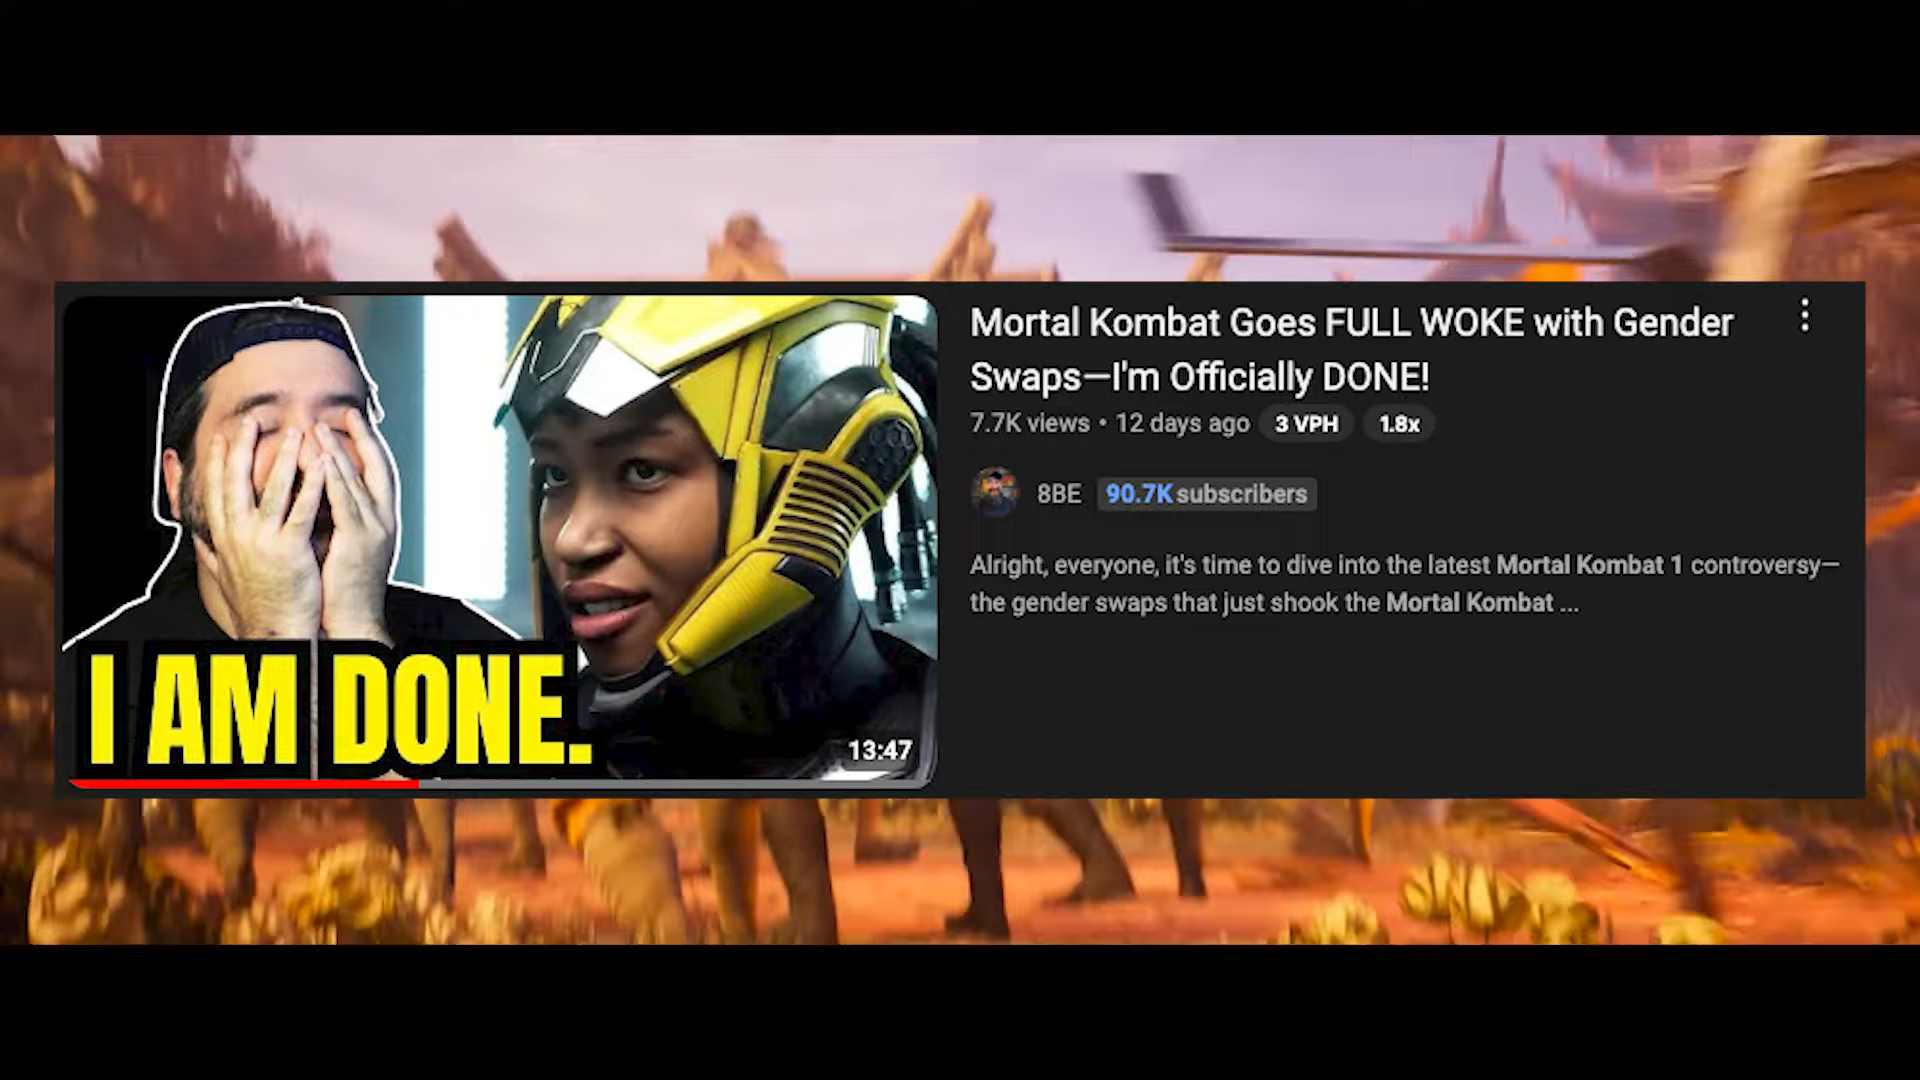 I AM DONE.
13:47
Mortal Kombat Goes FULL WOKE with Gender
Swaps—I'm Officially DONE!
7.7K views • 12 days ago 3 VPH 1.8x
8BE 90.7K subscribers
Alright, everyone, it's time to dive into the latest Mortal Kombat 1 controversy—
the gender swaps that just shook the Mortal Kombat ...